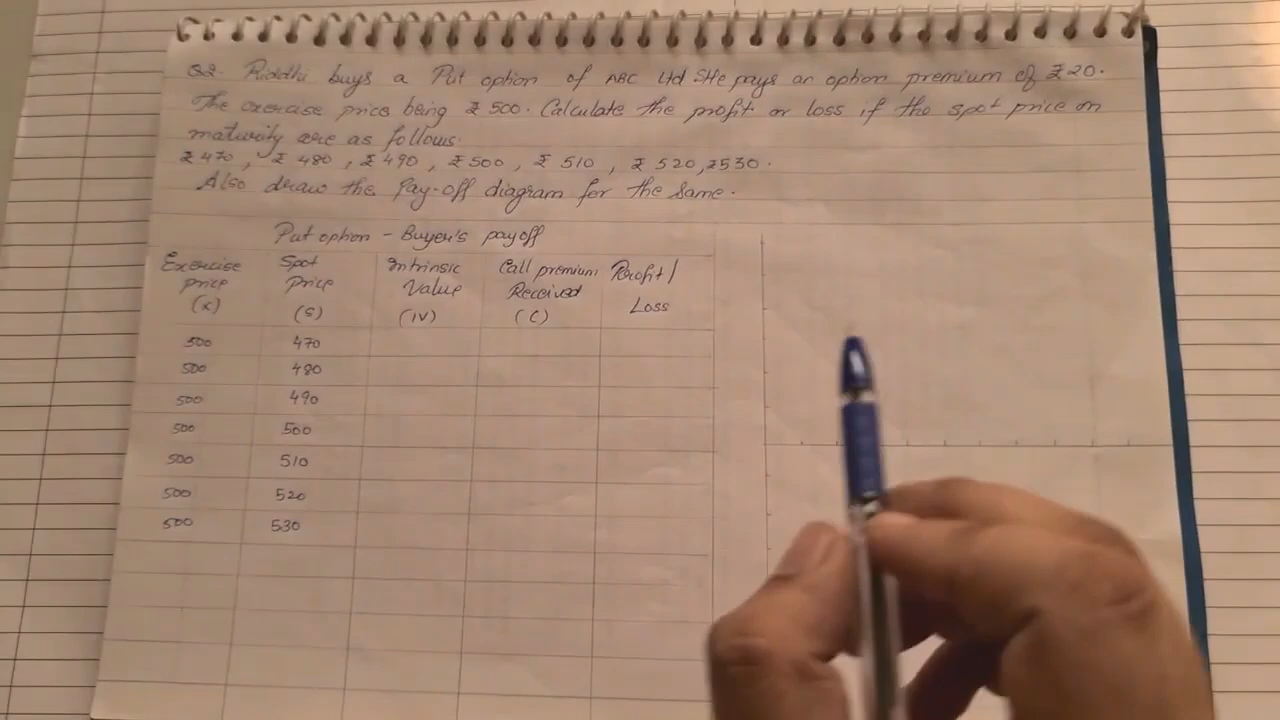 Q2. Riddhi buys a Put option of ABC Ltd She pays an option premium of ₹20.
The exercise price being ₹500. Calculate the profit or loss if the spot price on
maturity are as follows.
₹470, ₹480, ₹490, ₹500, ₹510, ₹520, ₹530.
Also draw the Pay-off diagram for the same.
Put option - Buyer's payoff
Exercise Price (X) Spot Price (S) Intrinsic Value (IV) Call premium Received (C) Profit/ Loss
500 470
500 480
500 490
500 500
500 510
500 520
500 530